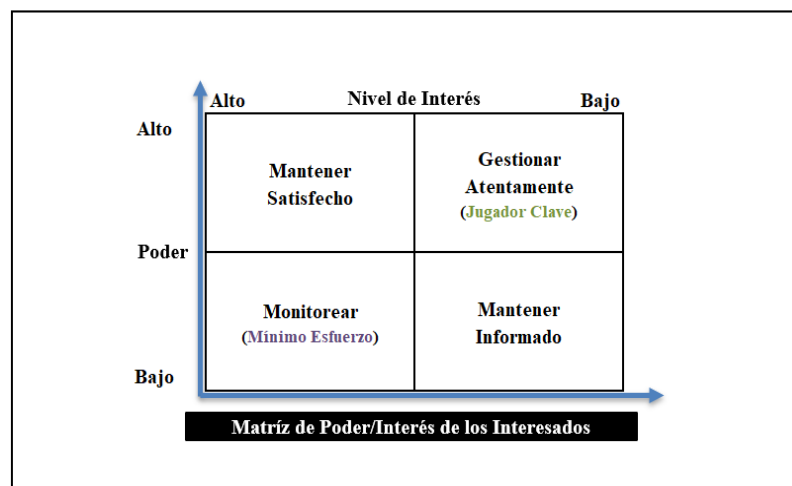 Alto Nivel de Interés Bajo
Alto
Mantener
Satisfecho
Gestionar
Atentamente
(Jugador Clave)
Poder
Monitorear
(Mínimo Esfuerzo)
Mantener
Informado
Bajo
Matríz de Poder/Interés de los Interesados